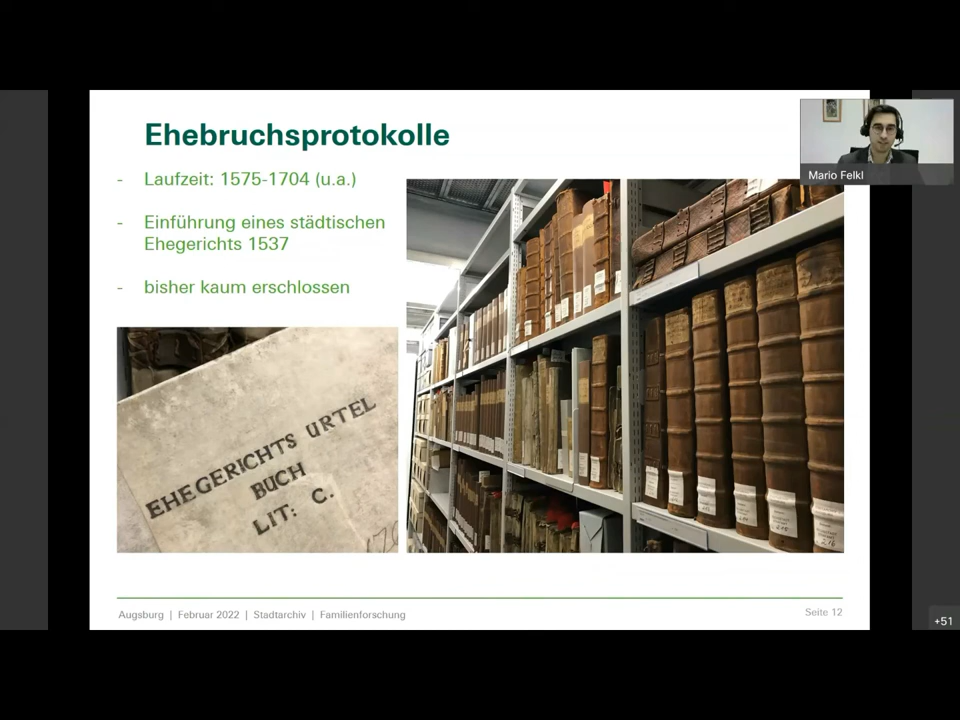 Ehebruchsprotokolle
- Laufzeit: 1575-1704 (u.a.)
- Einführung eines städtischen
Ehegerichts 1537
- bisher kaum erschlossen
EHEGERICHTS URTEL
BUCH
LIT: C.
Mario Felkl
Augsburg | Februar 2022 | Stadtarchiv | Familienforschung
Seite 12
+51